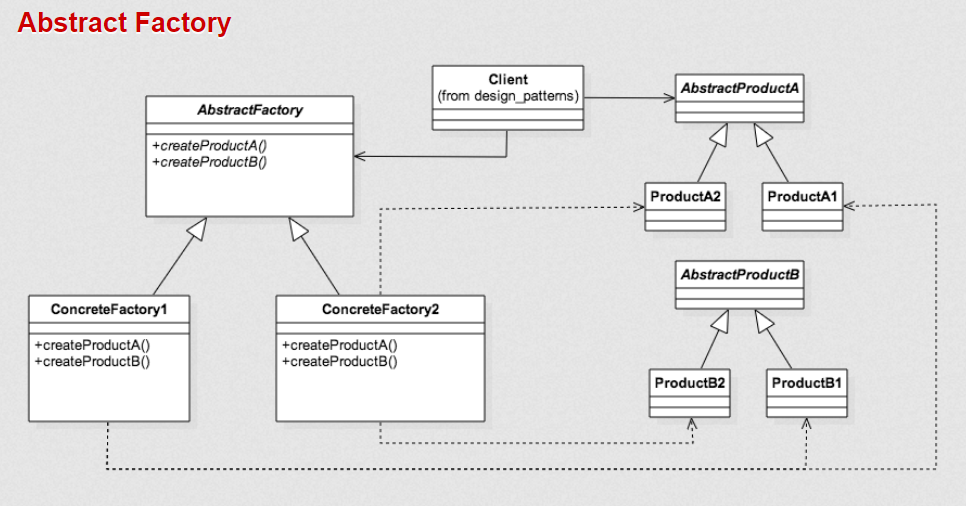 Abstract Factory
Client
(from design_patterns)
AbstractProductA
AbstractFactory
+createProductA()
+createProductB()
ProductA2
ProductA1
AbstractProductB
ConcreteFactory1
+createProductA()
+createProductB()
ConcreteFactory2
+createProductA()
+createProductB()
ProductB2
ProductB1